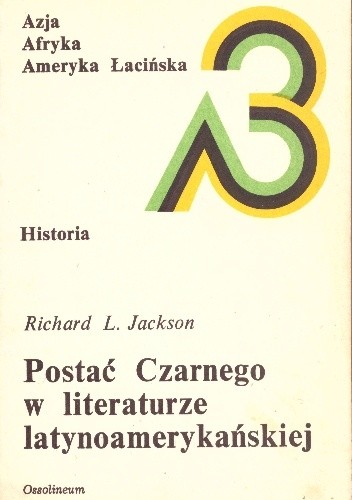 Azja
Afryka
Ameryka Łacińska
Historia
Richard L. Jackson
Postać Czarnego
w literaturze
latynoamerykańskiej
Ossolineum